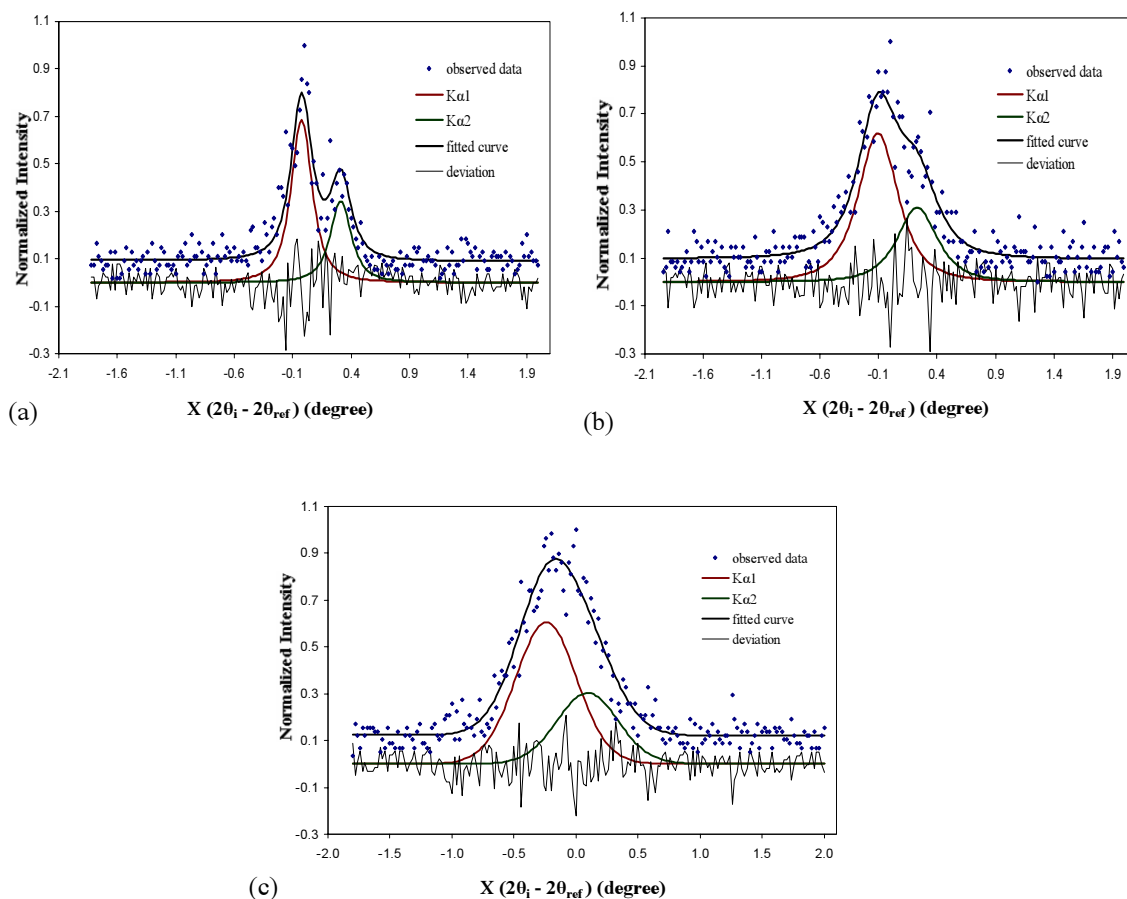 1.1
0.9
0.7
0.5
0.3
0.1
-0.1
-0.3
Normalized Intensity
observed data
Kα1
Kα2
fitted curve
deviation
-2.1 -1.6 -1.1 -0.6 -0.1 0.4 0.9 1.4 1.9
X (2θi - 2θref) (degree)
(a)
1.1
0.9
0.7
0.5
0.3
0.1
-0.1
-0.3
Normalized Intensity
observed data
Kα1
Kα2
fitted curve
deviation
-2.1 -1.6 -1.1 -0.6 -0.1 0.4 0.9 1.4 1.9
X (2θi - 2θref) (degree)
(b)
1.1
0.9
0.7
0.5
0.3
0.1
-0.1
-0.3
Normalized Intensity
observed data
Kα1
Kα2
fitted curve
deviation
-2.0 -1.5 -1.0 -0.5 0.0 0.5 1.0 1.5 2.0
X (2θi - 2θref) (degree)
(c)